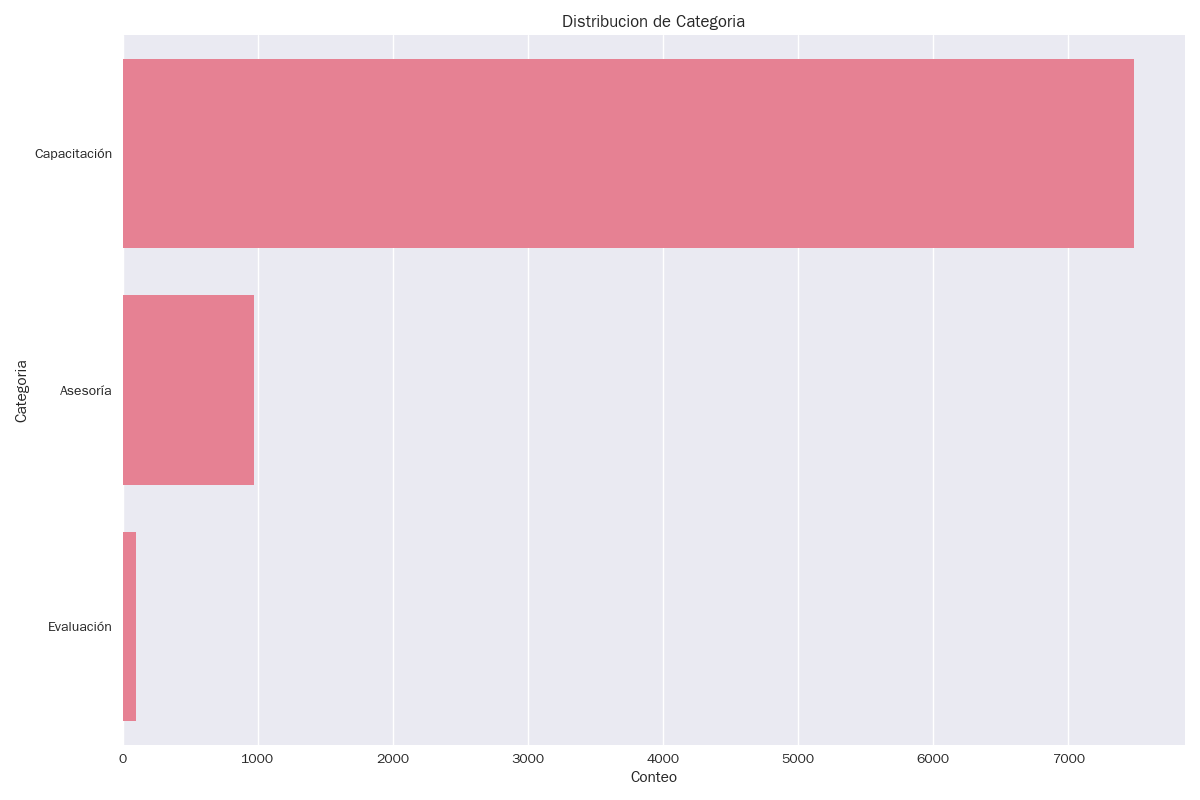 Distribucion de Categoria
Categoria
Capacitación
Asesoría
Evaluación
0 1000 2000 3000 4000 5000 6000 7000
Conteo